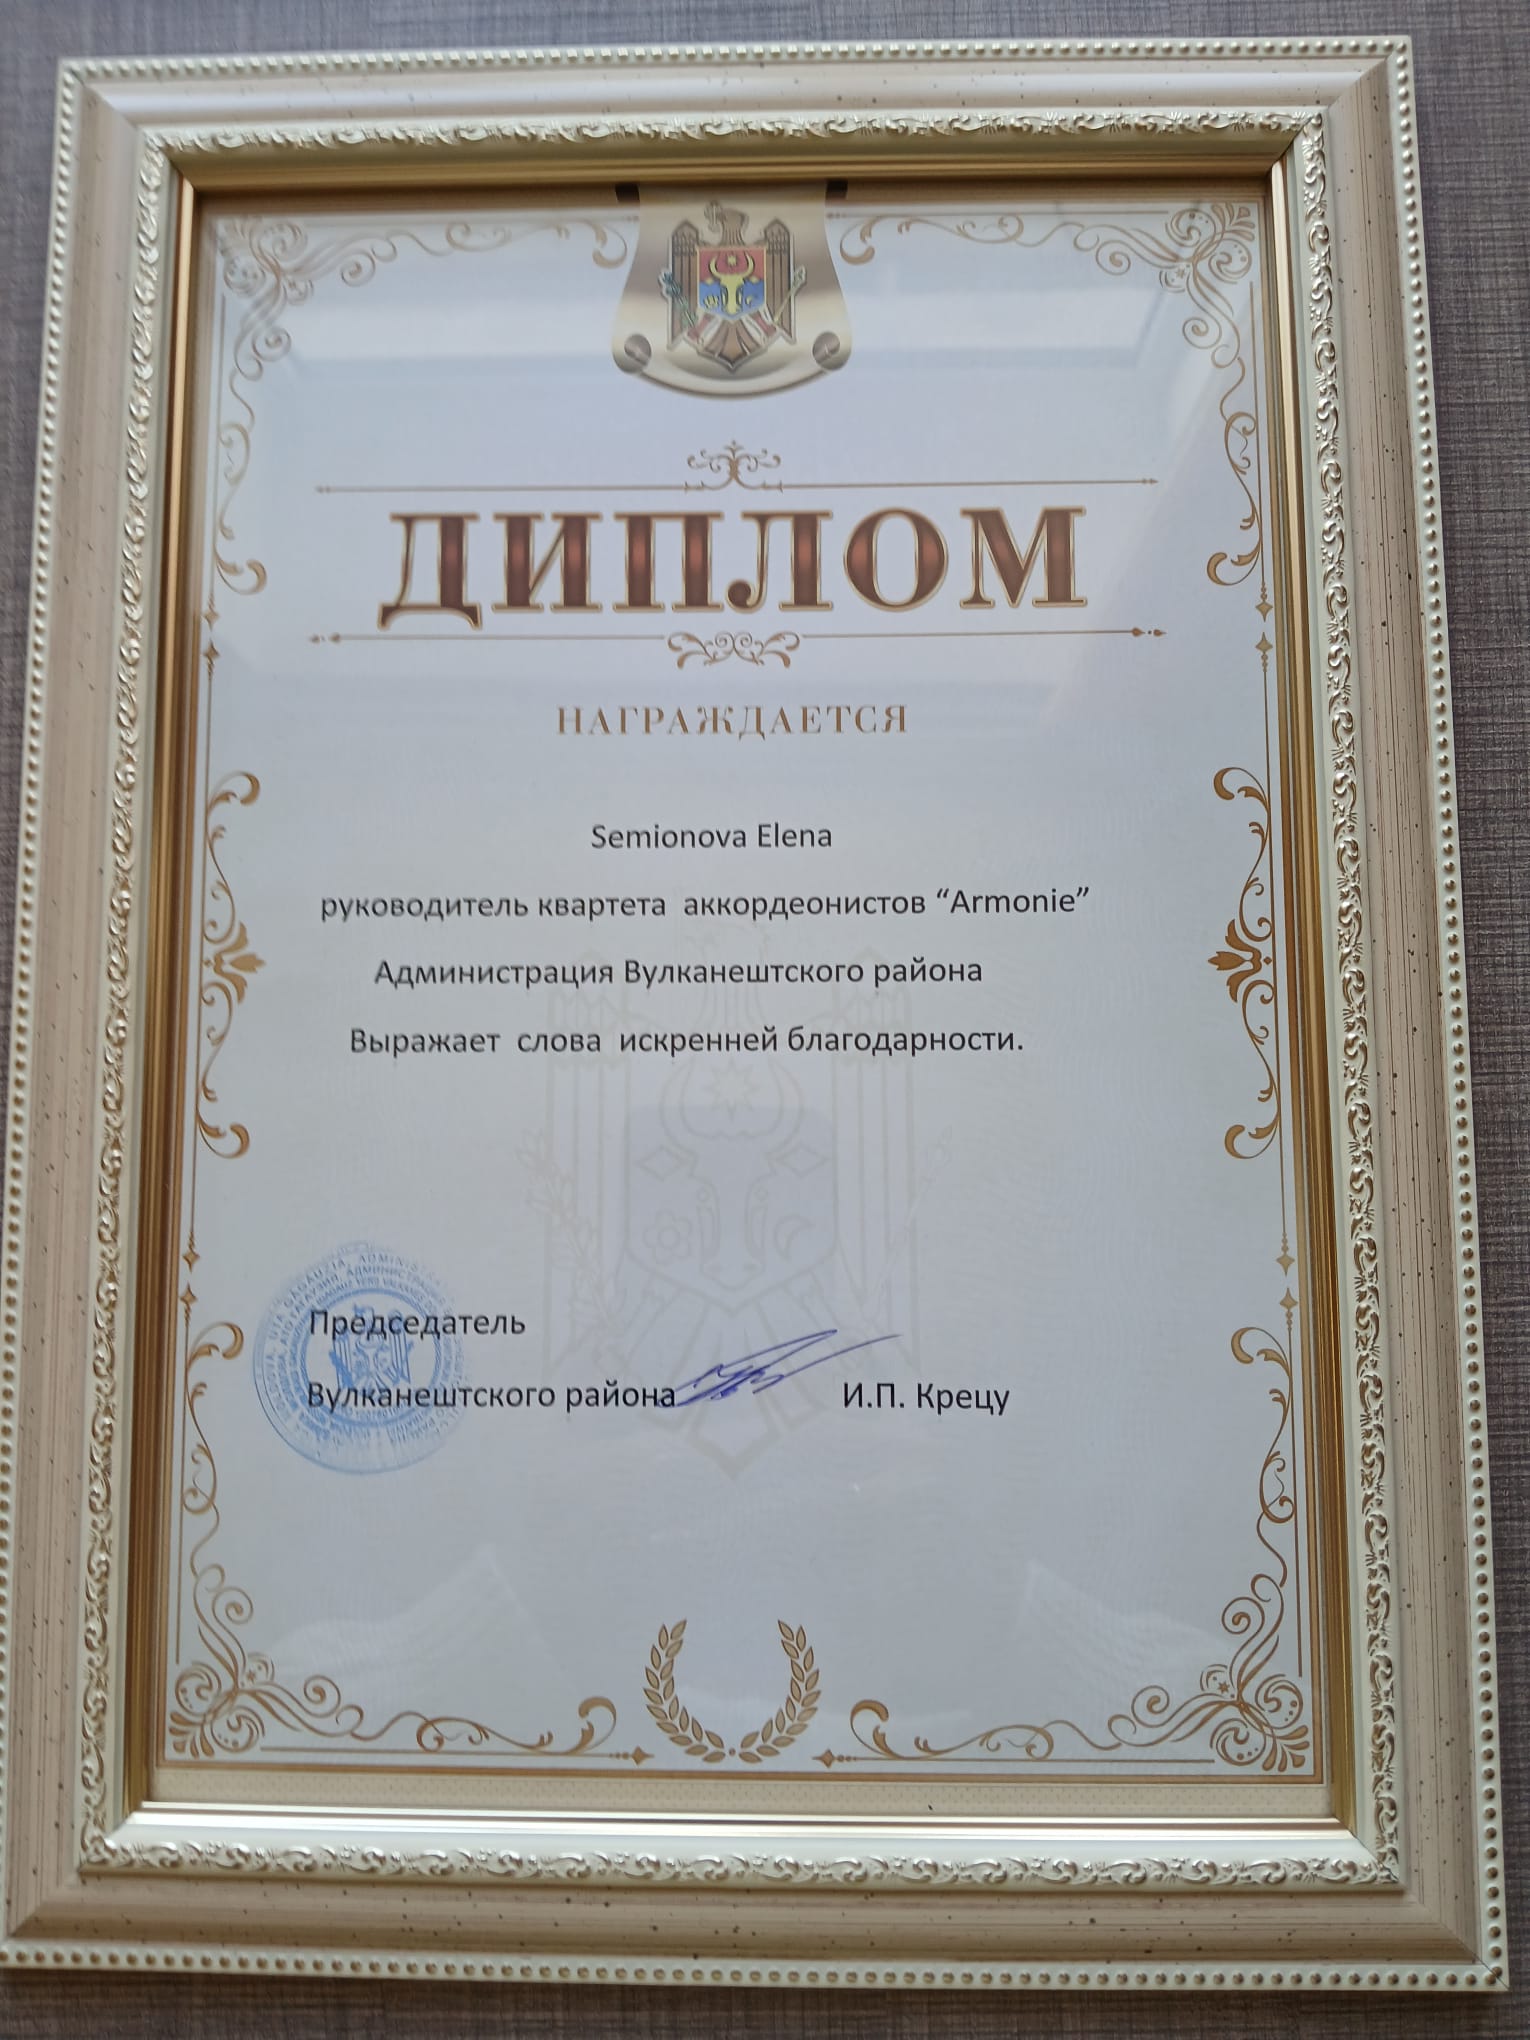 ДИПЛОМ
НАГРАЖДАЕТСЯ
Semionova Elena
руководитель квартета аккордеонистов “Armonie”
Администрация Вулканештского района
Выражает слова искренней благодарности.
Председатель
Вулканештского района И.П. Крецу